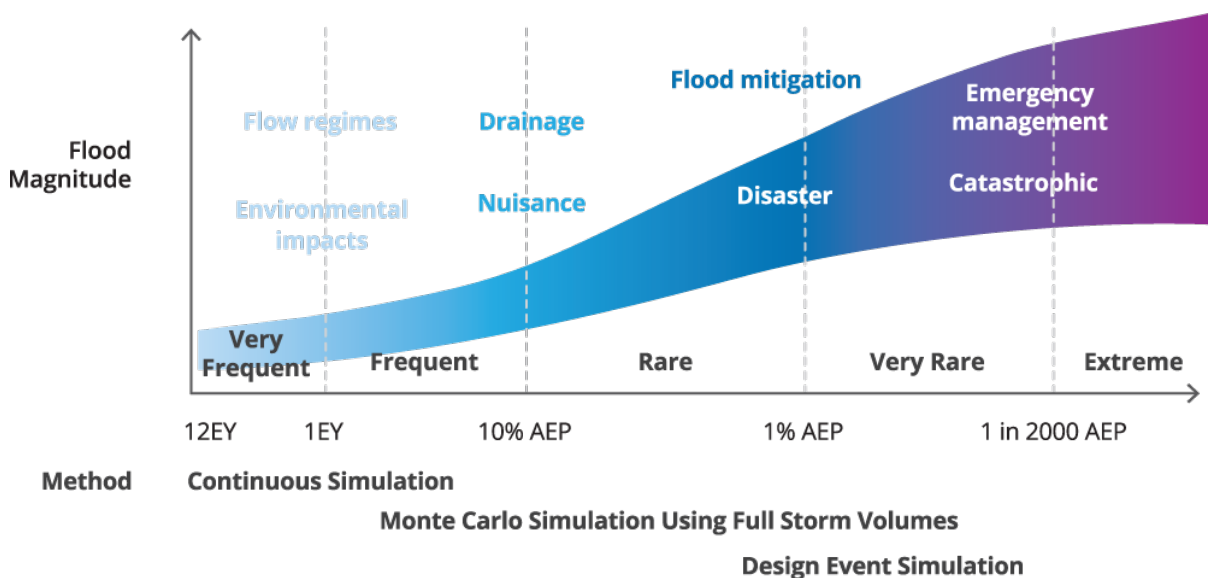 Flood mitigation
Emergency
management
Flow regimes
Drainage
Flood
Magnitude
Disaster
Catastrophic
Environmental
impacts
Nuisance
Very
Frequent
Frequent
Rare
Very Rare
Extreme
12EY
1EY
10% AEP
1% AEP
1 in 2000 AEP
Method
Continuous Simulation
Monte Carlo Simulation Using Full Storm Volumes
Design Event Simulation